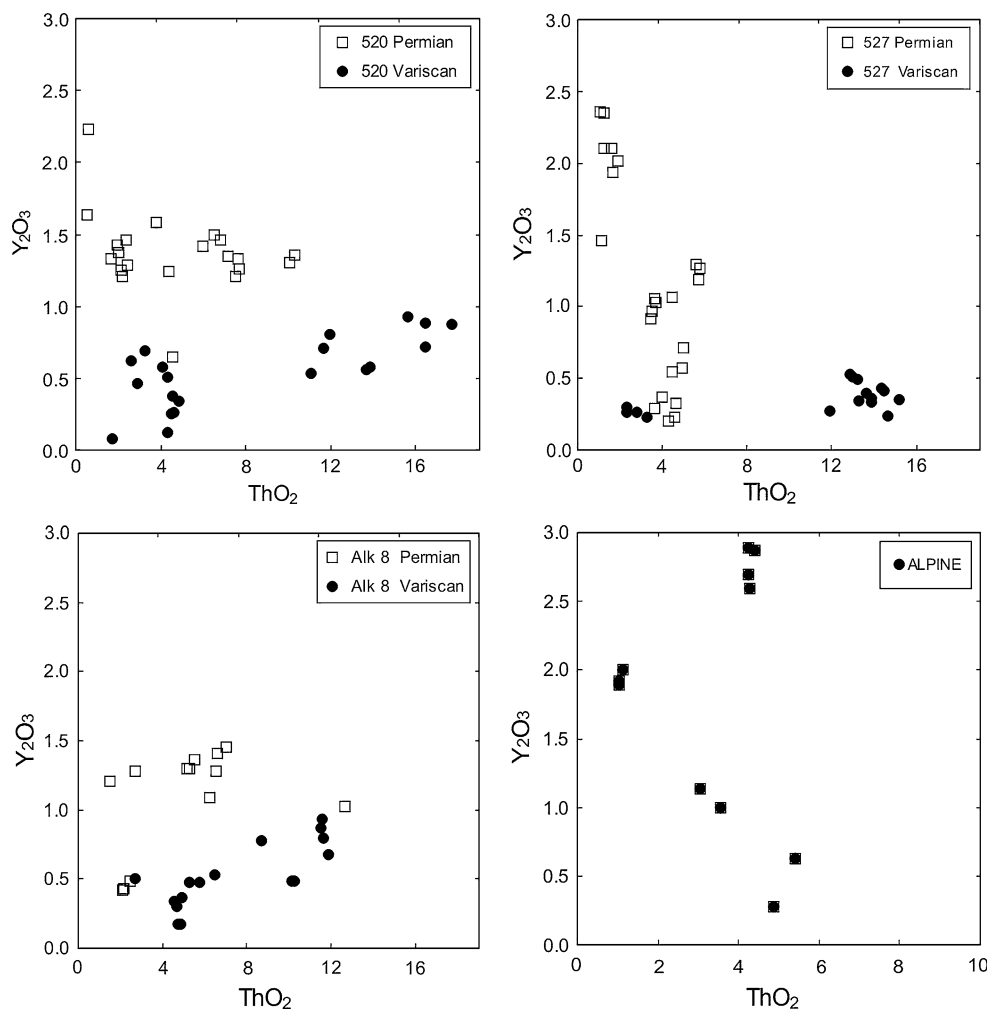 3.0
520 Permian
520 Variscan
2.5
2.0
1.5
1.0
0.5
0.0
Y₂O₃
0 4 8 12 16
ThO₂
3.0
527 Permian
527 Variscan
2.5
2.0
1.5
1.0
0.5
0.0
Y₂O₃
0 4 8 12 16
ThO₂
3.0
Alk 8 Permian
Alk 8 Variscan
2.5
2.0
1.5
1.0
0.5
0.0
Y₂O₃
0 4 8 12 16
ThO₂
3.0
ALPINE
2.5
2.0
1.5
1.0
0.5
0.0
Y₂O₃
0 2 4 6 8 10
ThO₂